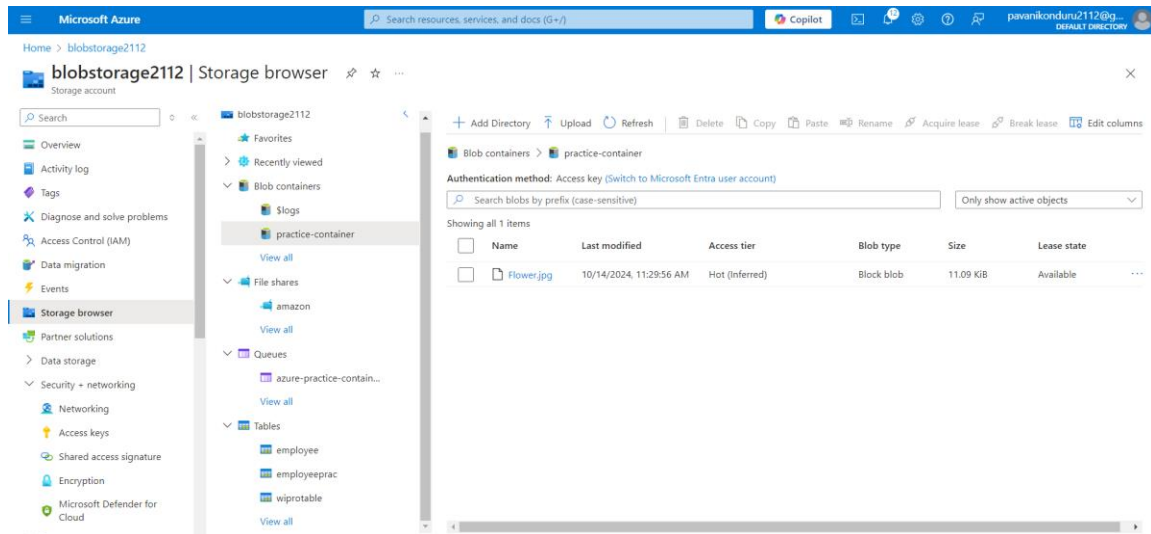 Microsoft Azure
Search resources, services, and docs (G+/)
Copilot
12
pavanikonduru2112@g...
DEFAULT DIRECTORY
Home > blobstorage2112
blobstorage2112 | Storage browser
Storage account
Search
Overview
Activity log
Tags
Diagnose and solve problems
Access Control (IAM)
Data migration
Events
Storage browser
Partner solutions
Data storage
Security + networking
Networking
Access keys
Shared access signature
Encryption
Microsoft Defender for
Cloud
blobstorage2112
Favorites
Recently viewed
Blob containers
$logs
practice-container
View all
File shares
amazon
View all
Queues
azure-practice-contain...
View all
Tables
employee
employeeprac
wiprotable
View all
Add Directory Upload Refresh Delete Copy Paste Rename Acquire lease Break lease Edit columns
Blob containers > practice-container
Authentication method: Access key (Switch to Microsoft Entra user account)
Search blobs by prefix (case-sensitive)
Only show active objects
Showing all 1 items
Name Last modified Access tier Blob type Size Lease state
Flower.jpg 10/14/2024, 11:29:56 AM Hot (Inferred) Block blob 11.09 KiB Available